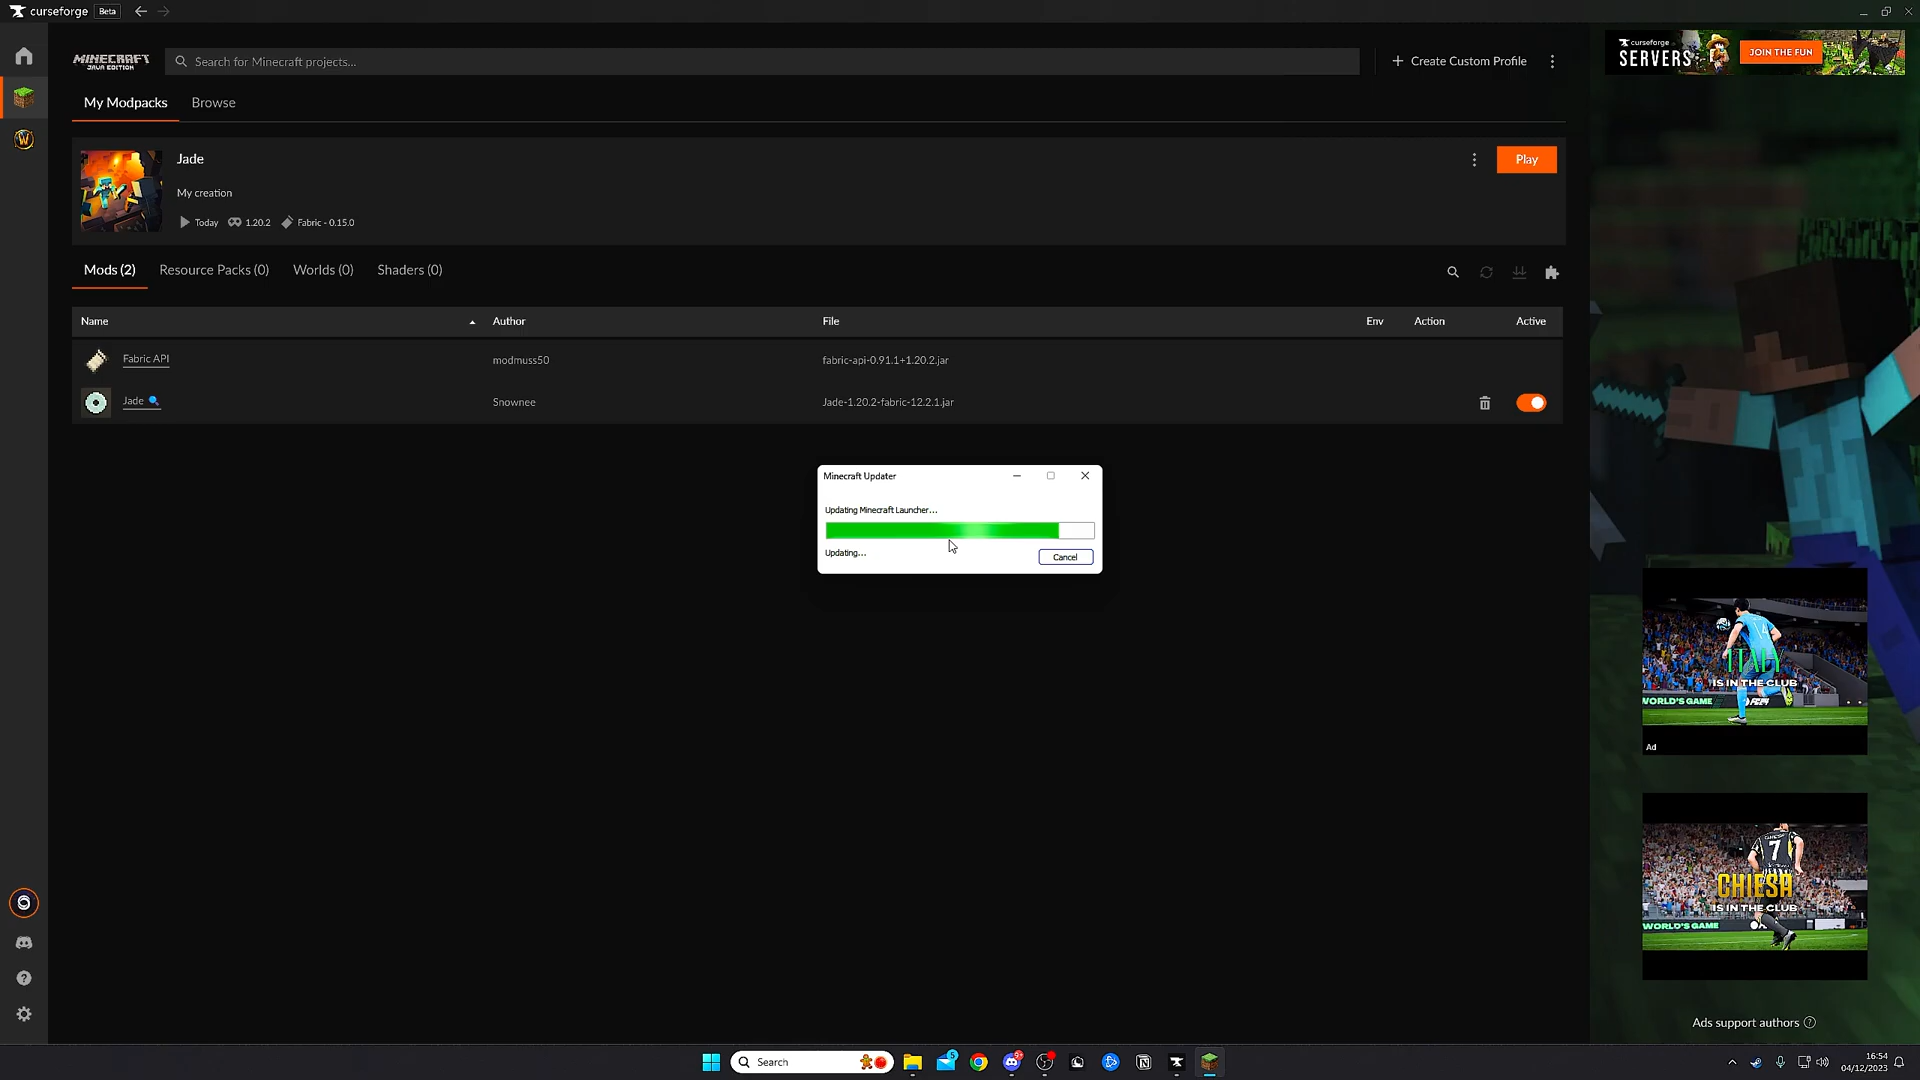 curseforge Beta
MINECRAFT
JAVA EDITION
Search for Minecraft projects...
Create Custom Profile
curseforge
SERVERS
JOIN THE FUN
My Modpacks Browse
Jade
Play
My creation
Today 1.20.2 Fabric - 0.15.0
Mods (2) Resource Packs (0) Worlds (0) Shaders (0)
Name Author File Env Action Active
Fabric API modmuss50 fabric-api-0.91.1+1.20.2.jar
Jade Snownee Jade-1.20.2-fabric-12.2.1.jar
Minecraft Updater
Updating Minecraft Launcher...
Updating...
Cancel
ITALY
IS IN THE CLUB
WORLD'S GAME
Ad
7
CHIESA
IS IN THE CLUB
WORLD'S GAME
Ads support authors
Search
16:54
04/12/2023